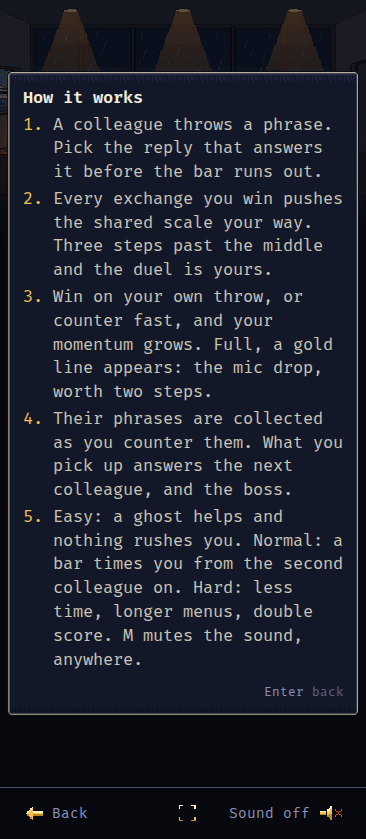 How it works
1. A colleague throws a phrase.
Pick the reply that answers
it before the bar runs out.
2. Every exchange you win pushes
the shared scale your way.
Three steps past the middle
and the duel is yours.
3. Win on your own throw, or
counter fast, and your
momentum grows. Full, a gold
line appears: the mic drop,
worth two steps.
4. Their phrases are collected
as you counter them. What you
pick up answers the next
colleague, and the boss.
5. Easy: a ghost helps and
nothing rushes you. Normal: a
bar times you from the second
colleague on. Hard: less
time, longer menus, double
score. M mutes the sound,
anywhere.
Enter back
Back Sound off